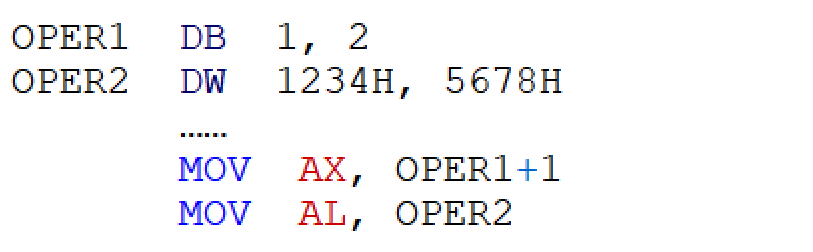 OPER1 DB 1, 2
OPER2 DW 1234H, 5678H
……
MOV AX, OPER1+1
MOV AL, OPER2